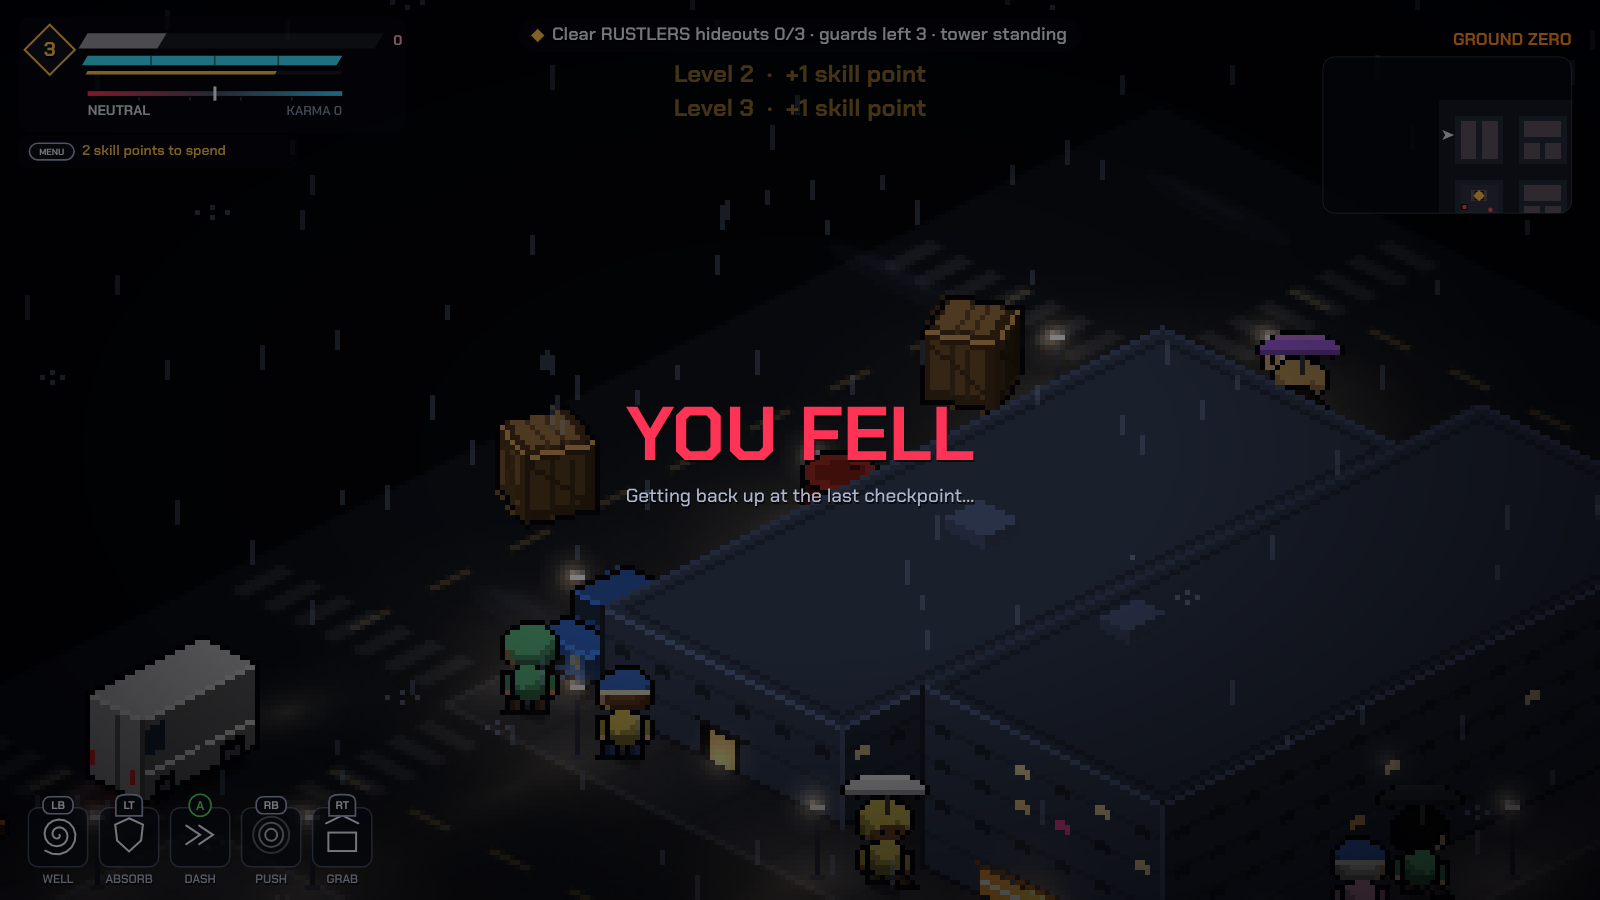 3
0
NEUTRAL
KARMA 0
MENU
2 skill points to spend
Clear RUSTLERS hideouts 0/3 · guards left 3 · tower standing
Level 2 · +1 skill point
Level 3 · +1 skill point
GROUND ZERO
YOU FELL
Getting back up at the last checkpoint...
LB
LT
A
RB
RT
WELL
ABSORB
DASH
PUSH
GRAB